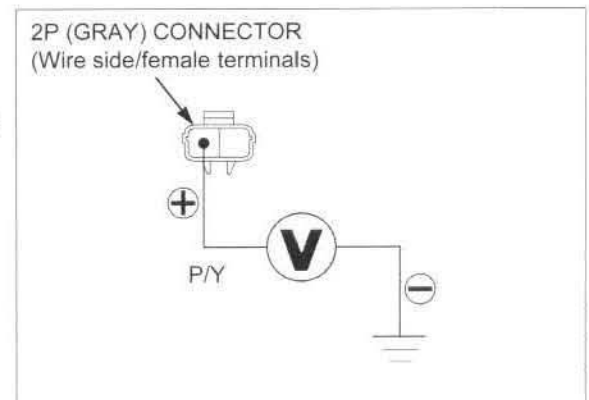 2P (GRAY) CONNECTOR
(Wire side/female terminals)
+
V
P/Y
−